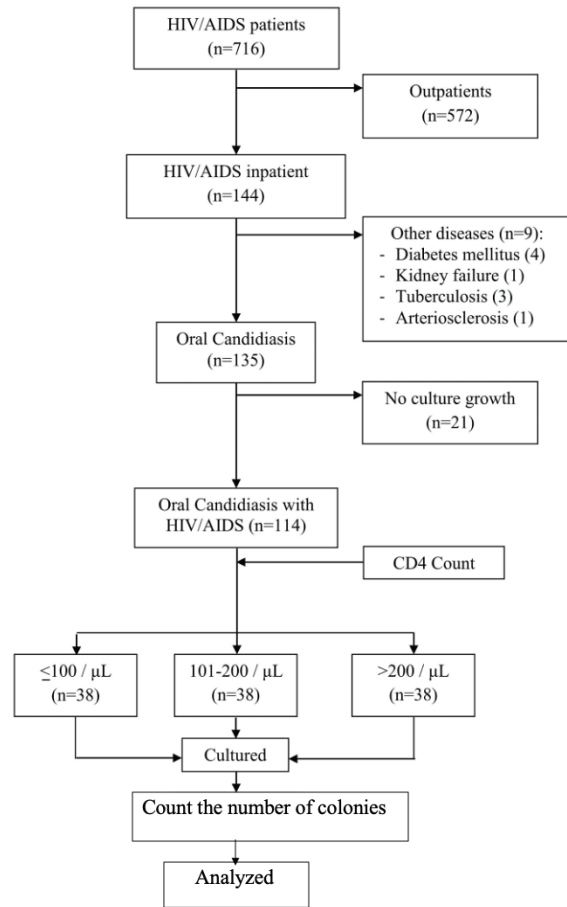 HIV/AIDS patients
(n=716)
Outpatients
(n=572)
HIV/AIDS inpatient
(n=144)
Other diseases (n=9):
- Diabetes mellitus (4)
- Kidney failure (1)
- Tuberculosis (3)
- Arteriosclerosis (1)
Oral Candidiasis
(n=135)
No culture growth
(n=21)
Oral Candidiasis with
HIV/AIDS (n=114)
CD4 Count
≤100 / µL
(n=38)
101-200 / µL
(n=38)
>200 / µL
(n=38)
Cultured
Count the number of colonies
Analyzed